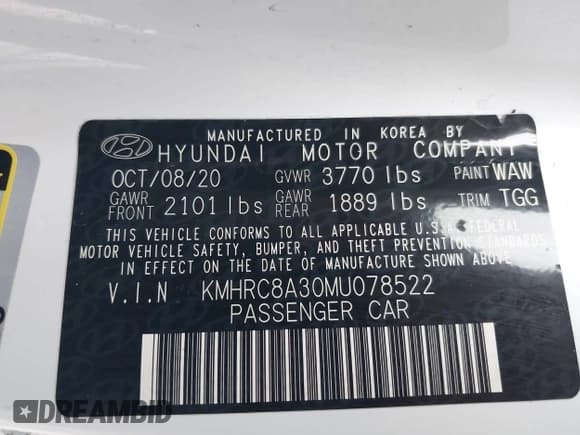 MANUFACTURED IN KOREA BY
HYUNDAI MOTOR COMPANY
OCT/08/20 GVWR 3770 lbs PAINT WAW
GAWR FRONT 2101 lbs GAWR REAR 1889 lbs TRIM TGG
THIS VEHICLE CONFORMS TO ALL APPLICABLE U.S. FEDERAL
MOTOR VEHICLE SAFETY, BUMPER, AND THEFT PREVENTION STANDARDS
IN EFFECT ON THE DATE OF MANUFACTURE SHOWN ABOVE
V.I.N KMHRC8A30MU078522
PASSENGER CAR
DREAMBID